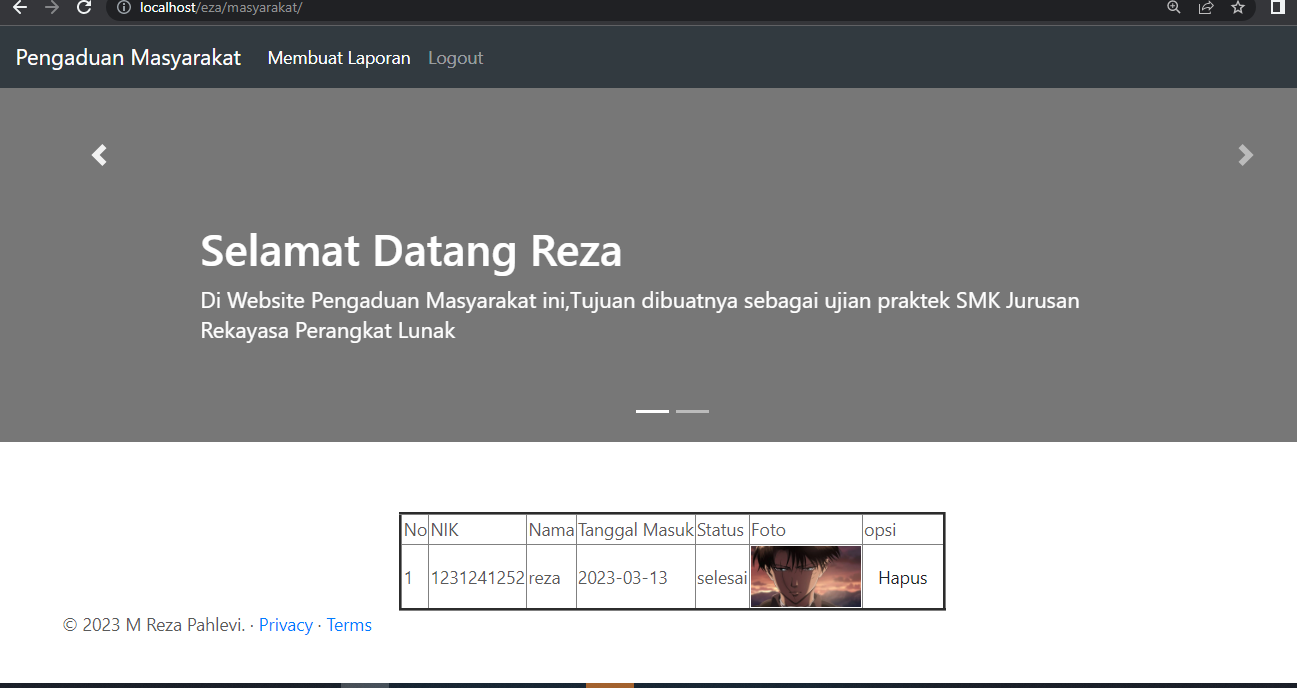 localhost/eza/masyarakat/
Pengaduan Masyarakat Membuat Laporan Logout
Selamat Datang Reza
Di Website Pengaduan Masyarakat ini,Tujuan dibuatnya sebagai ujian praktek SMK Jurusan
Rekayasa Perangkat Lunak
No NIK Nama Tanggal Masuk Status Foto opsi
1 1231241252 reza 2023-03-13 selesai Hapus
© 2023 M Reza Pahlevi. · Privacy · Terms